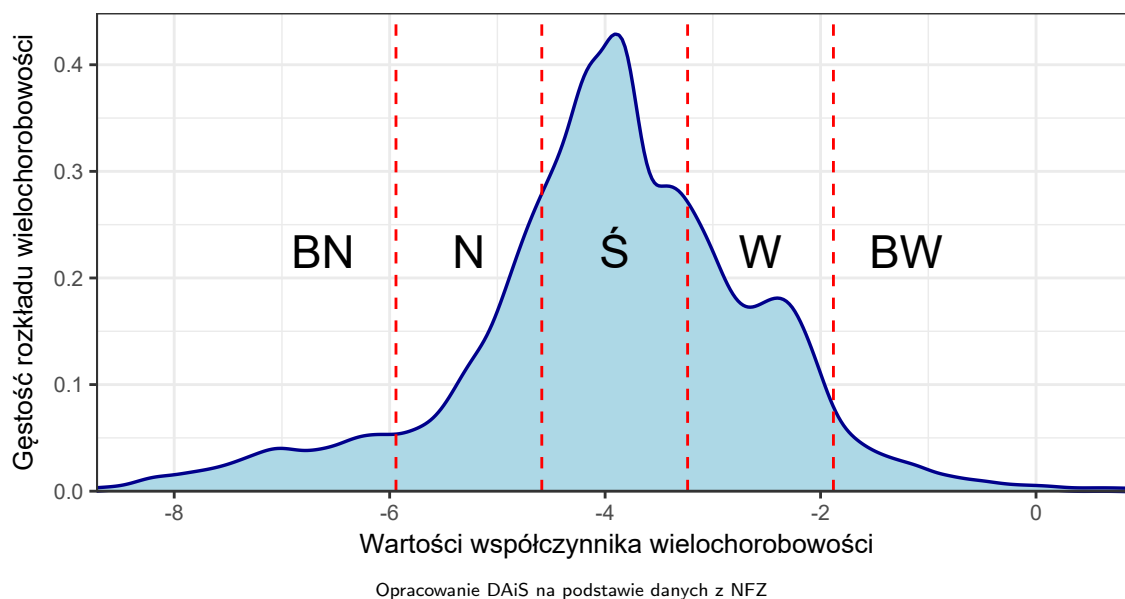 Gęstość rozkładu wielochorobowości
0.4
0.3
0.2
0.1
0.0
BN N Ś W BW
-8 -6 -4 -2 0
Wartości współczynnika wielochorobowości
Opracowanie DAiS na podstawie danych z NFZ